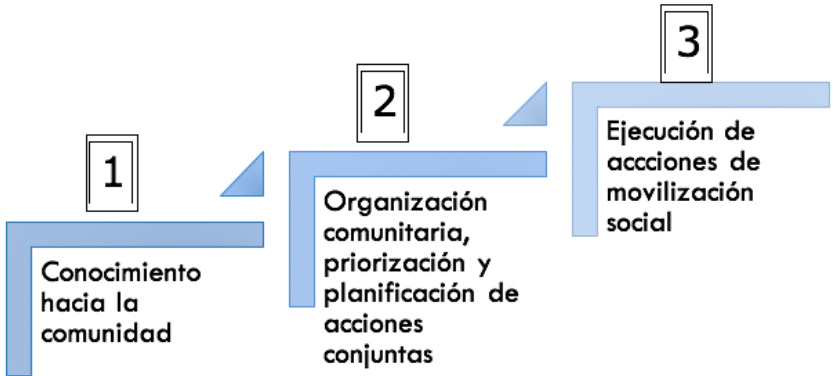 1
Conocimiento
hacia la
comunidad
2
Organización
comunitaria,
priorización y
planificación de
acciones
conjuntas
3
Ejecución de
accciones de
movilización
social